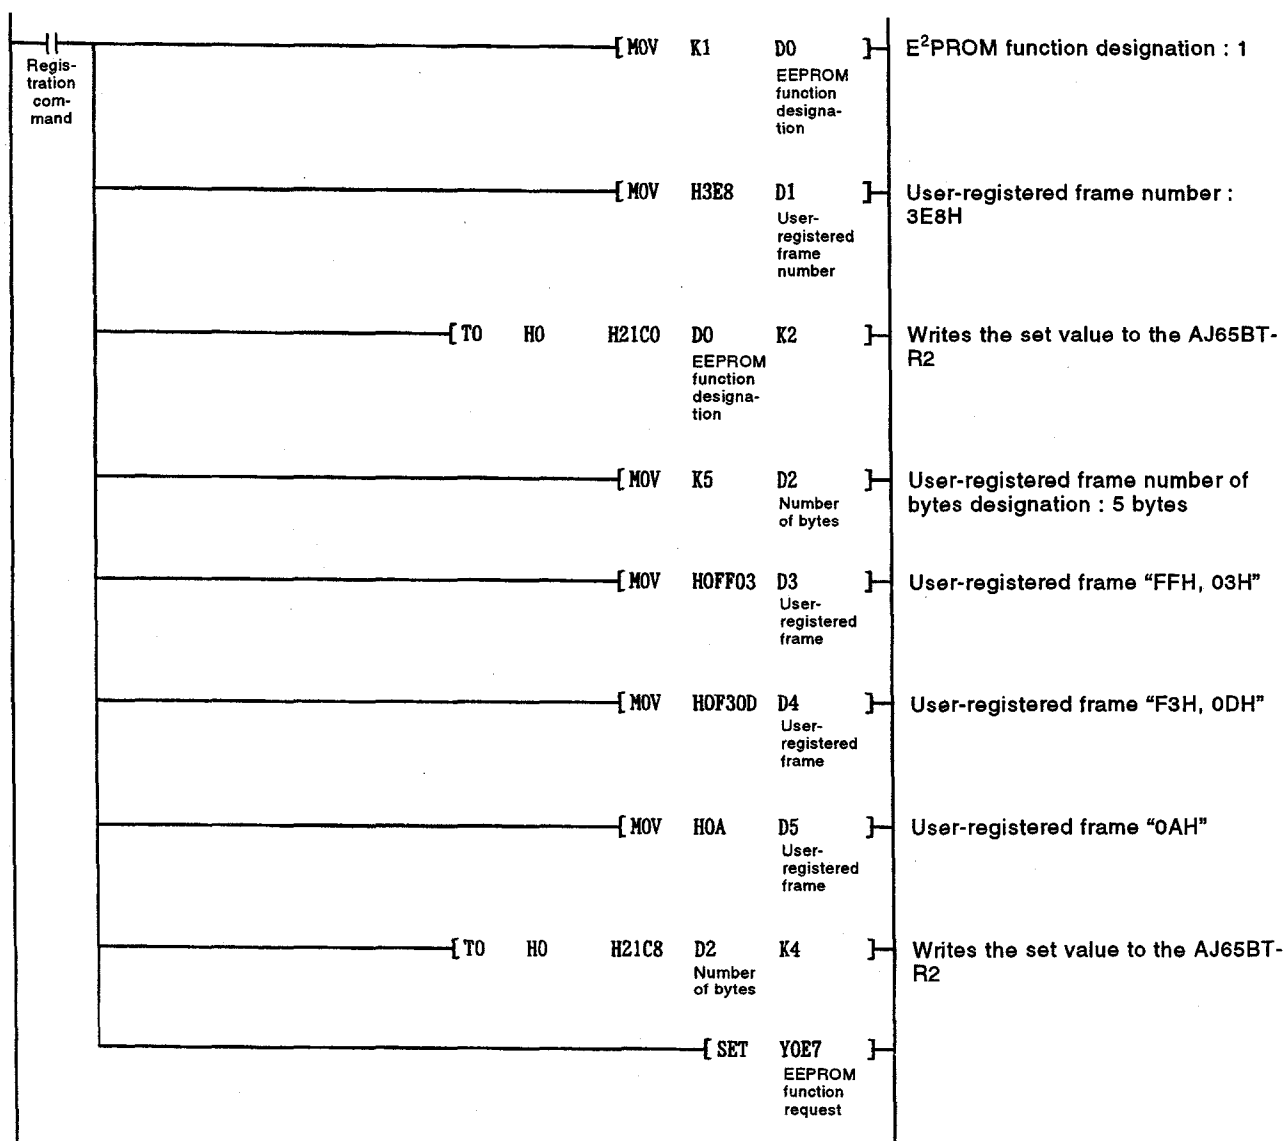 [ MOV K1 D0 ] E²PROM function designation : 1
Regis-
tration
com-
mand
EEPROM
function
designa-
tion
[ MOV H3E8 D1 ] User-registered frame number :
3E8H
User-
registered
frame
number
[ TO H0 H21C0 D0 K2 ] Writes the set value to the AJ65BT-
R2
EEPROM
function
designa-
tion
[ MOV K5 D2 ] User-registered frame number of
bytes designation : 5 bytes
Number
of bytes
[ MOV H0FF03 D3 ] User-registered frame “FFH, 03H”
User-
registered
frame
[ MOV H0F30D D4 ] User-registered frame “F3H, 0DH”
User-
registered
frame
[ MOV H0A D5 ] User-registered frame “0AH”
User-
registered
frame
[ TO H0 H21C8 D2 K4 ] Writes the set value to the AJ65BT-
R2
Number
of bytes
[ SET Y0E7 ]
EEPROM
function
request